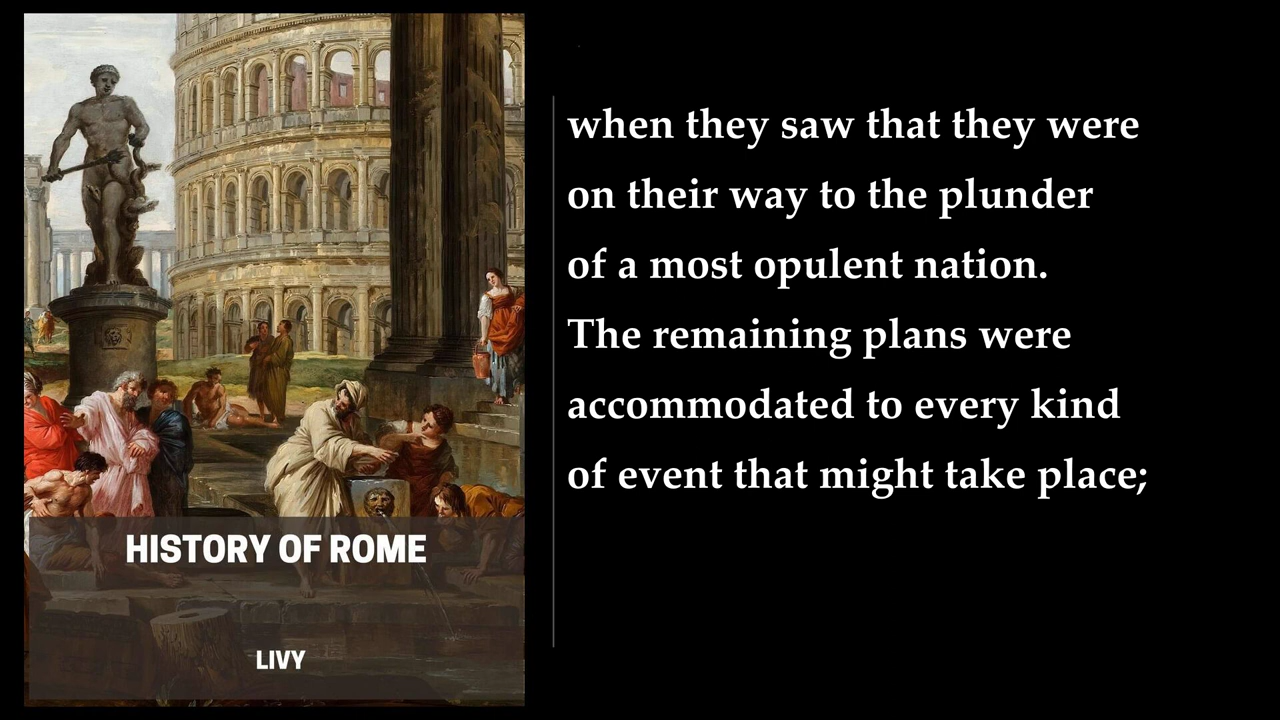 when they saw that they were
on their way to the plunder
of a most opulent nation.
The remaining plans were
accommodated to every kind
of event that might take place;
HISTORY OF ROME
LIVY